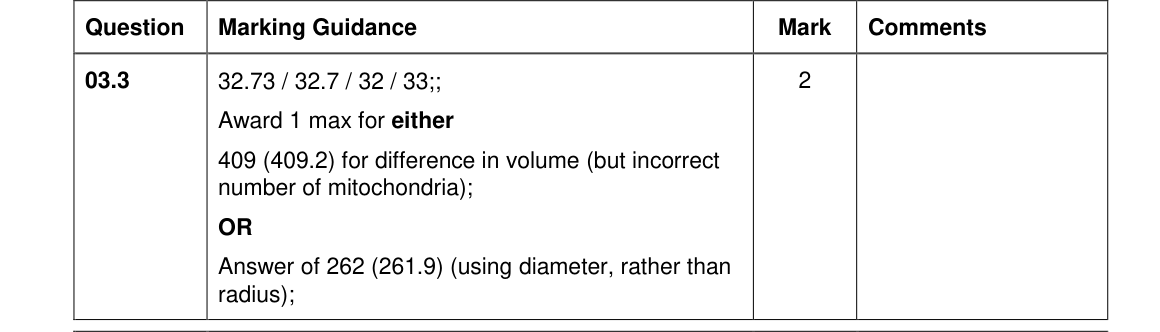 Question Marking Guidance Mark Comments
03.3 32.73 / 32.7 / 32 / 33;; 2
Award 1 max for either
409 (409.2) for difference in volume (but incorrect
number of mitochondria);
OR
Answer of 262 (261.9) (using diameter, rather than
radius);